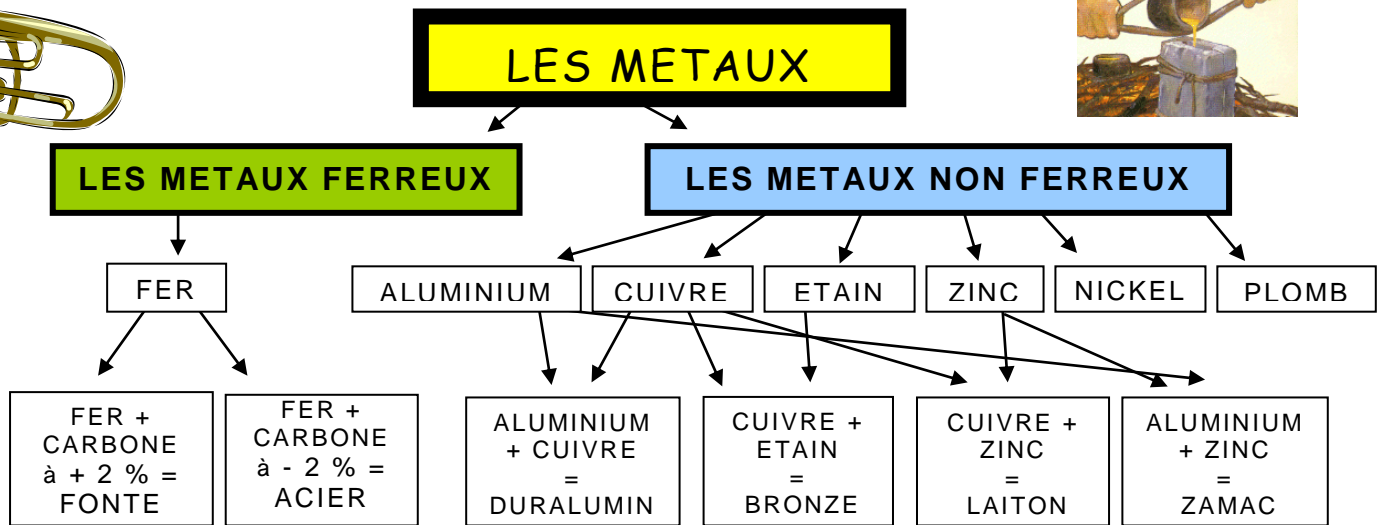 LES METAUX
LES METAUX FERREUX
LES METAUX NON FERREUX
FER
ALUMINIUM
CUIVRE
ETAIN
ZINC
NICKEL
PLOMB
FER +
CARBONE
à + 2 % =
FONTE
FER +
CARBONE
à - 2 % =
ACIER
ALUMINIUM
+ CUIVRE
=
DURALUMIN
CUIVRE +
ETAIN
=
BRONZE
CUIVRE +
ZINC
=
LAITON
ALUMINIUM
+ ZINC
=
ZAMAC